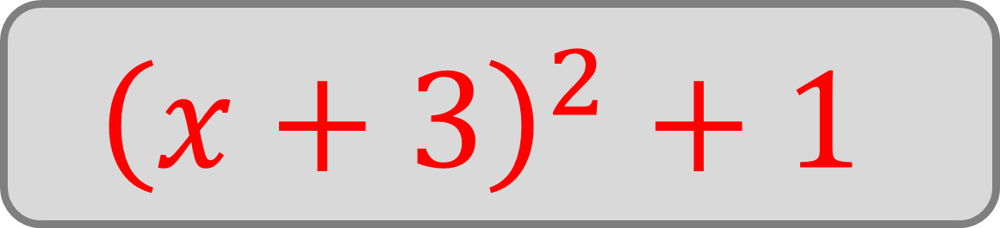 (x + 3)² + 1